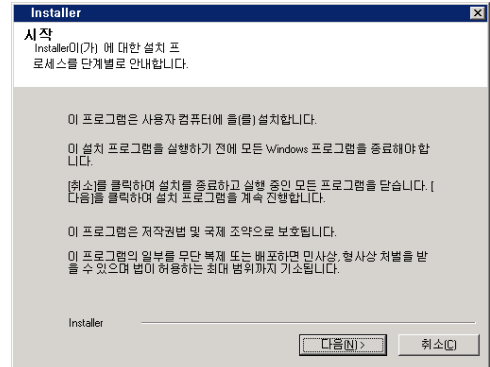 Installer
시작
Installer이(가) 에 대한 설치 프
로세스를 단계별로 안내합니다.
이 프로그램은 사용자 컴퓨터에 을(를) 설치합니다.
이 설치 프로그램을 실행하기 전에 모든 Windows 프로그램을 종료해야 합
니다.
[취소]를 클릭하여 설치를 종료하고 실행 중인 모든 프로그램을 닫습니다. [
다음]을 클릭하여 설치 프로그램을 계속 진행합니다.
이 프로그램은 저작권법 및 국제 조약으로 보호됩니다.
이 프로그램의 일부를 무단 복제 또는 배포하면 민사상, 형사상 처벌을 받
을 수 있으며 법이 허용하는 최대 범위까지 기소됩니다.
Installer
다음(N) > 취소(C)